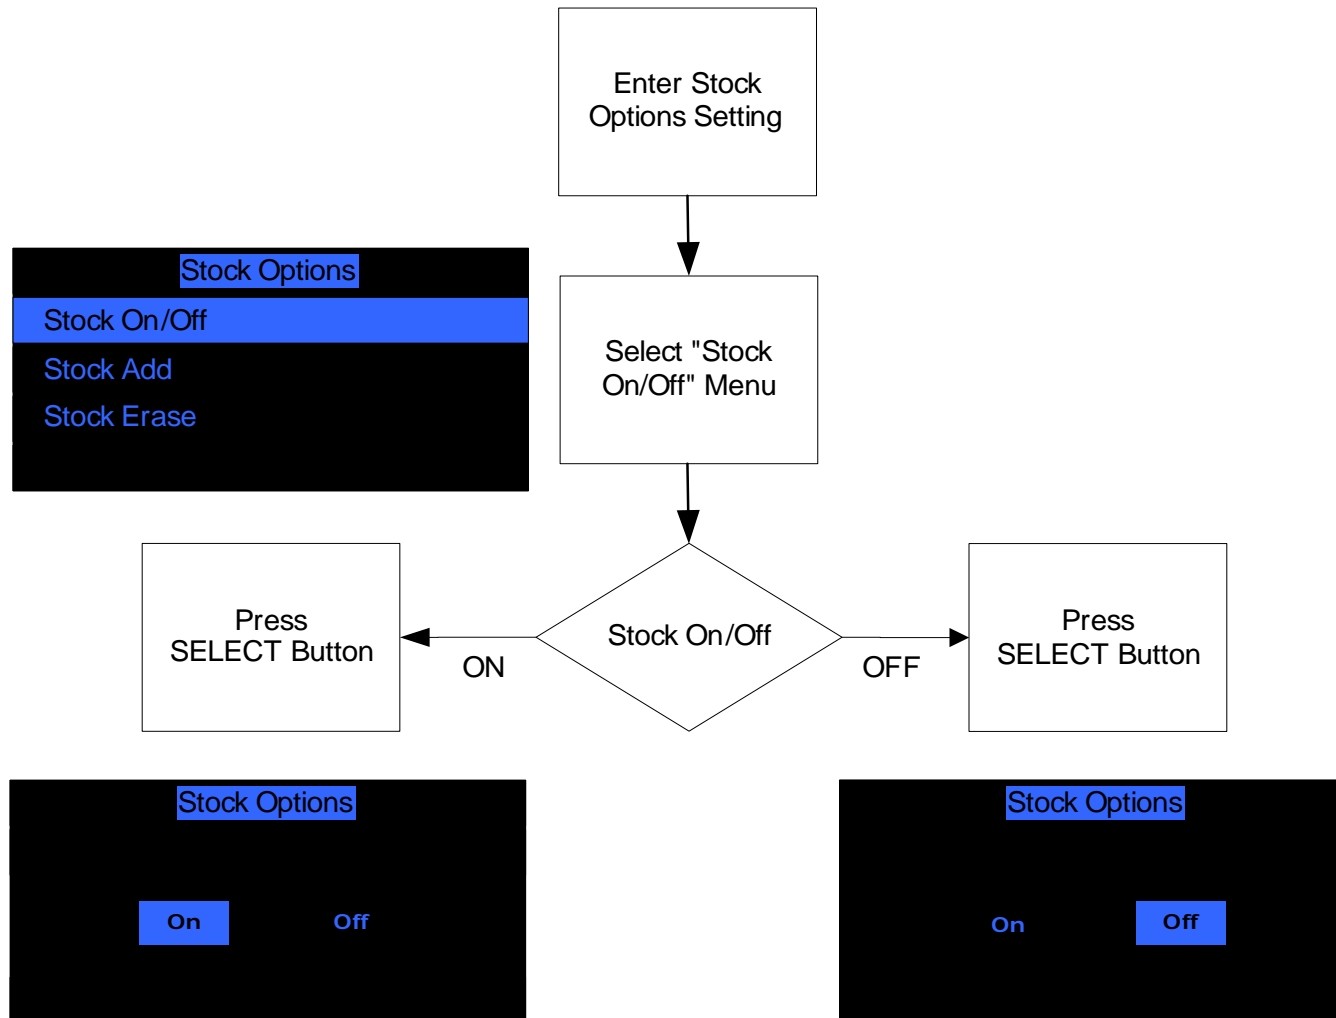 Enter Stock
Options Setting
Stock Options
Stock On/Off
Stock Add
Stock Erase
Select "Stock
On/Off" Menu
Press
SELECT Button
ON
Stock On/Off
OFF
Press
SELECT Button
Stock Options
On Off
Stock Options
On Off